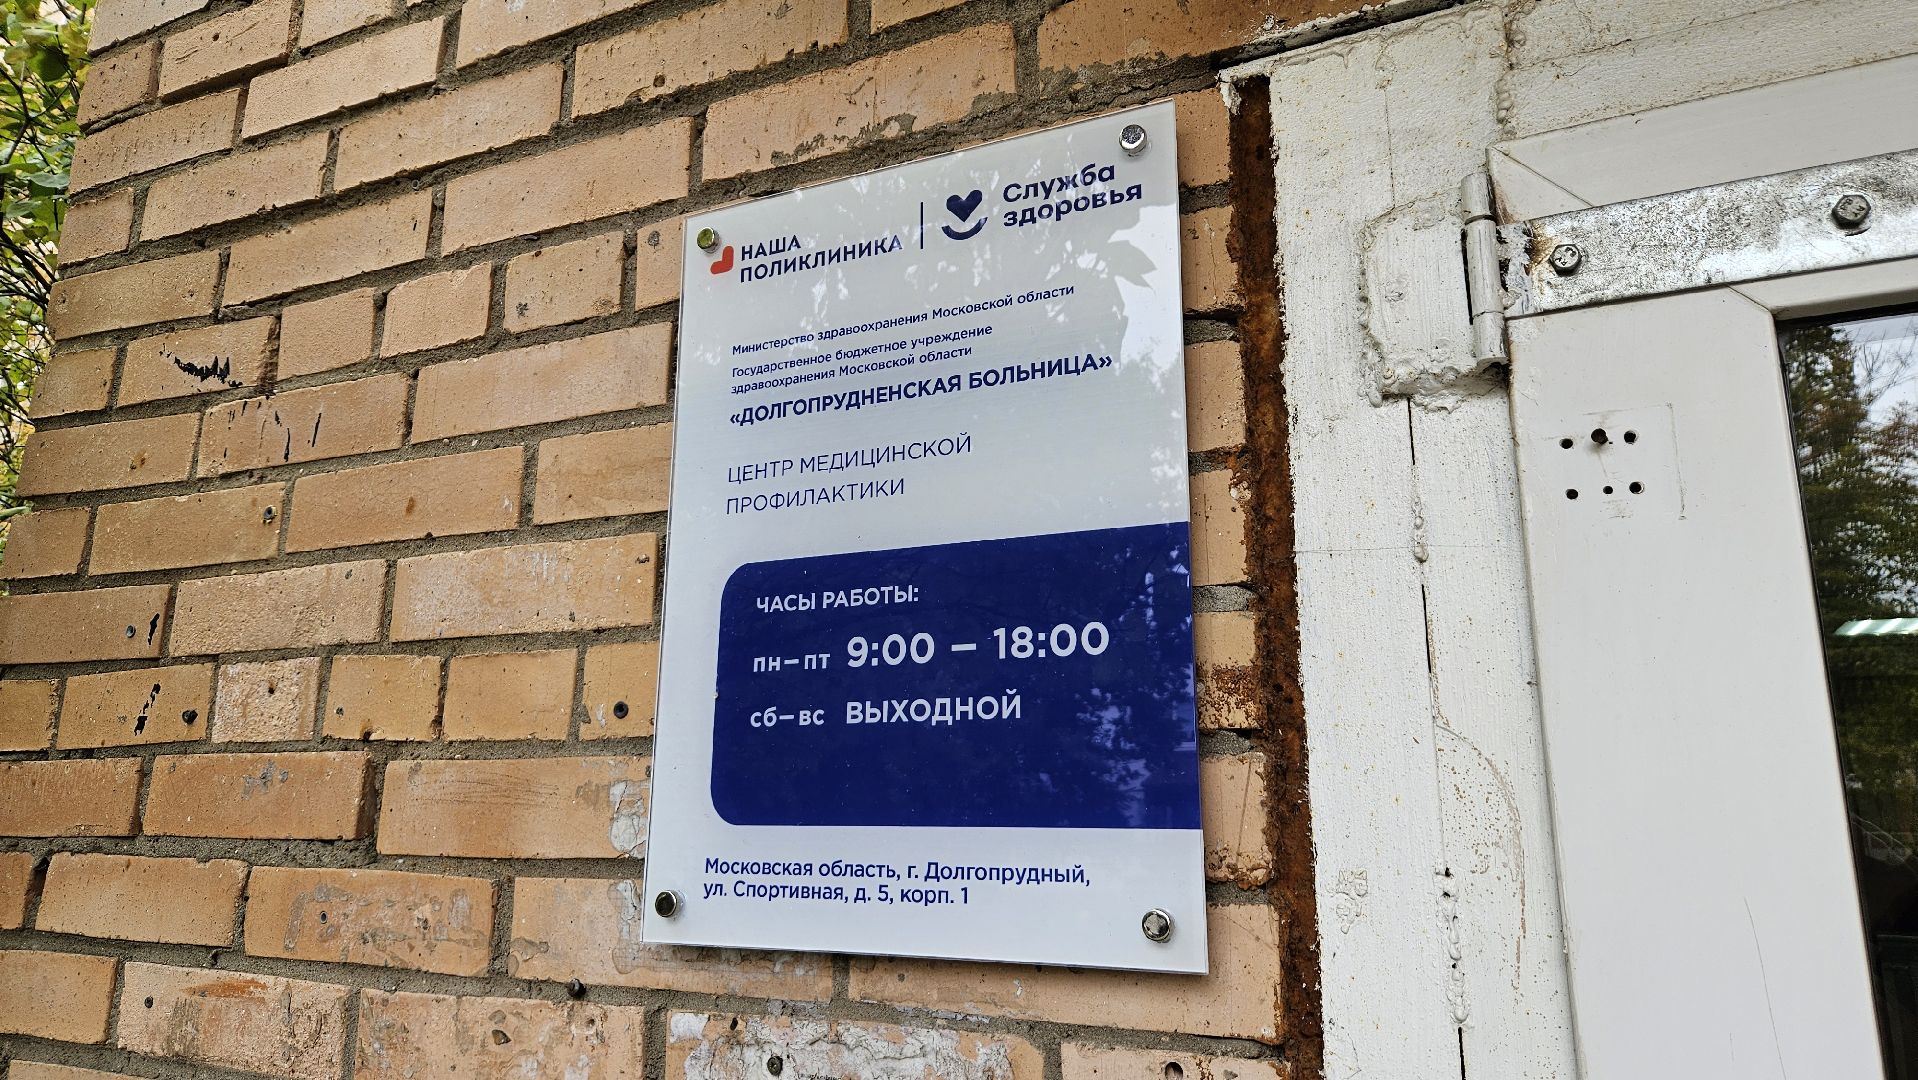 НАША
ПОЛИКЛИНИКА
Служба
здоровья
Министерство здравоохранения Московской области
Государственное бюджетное учреждение
здравоохранения Московской области
«ДОЛГОПРУДНЕНСКАЯ БОЛЬНИЦА»
ЦЕНТР МЕДИЦИНСКОЙ
ПРОФИЛАКТИКИ
ЧАСЫ РАБОТЫ:
пн–пт 9:00 – 18:00
сб–вс ВЫХОДНОЙ
Московская область, г. Долгопрудный,
ул. Спортивная, д. 5, корп. 1